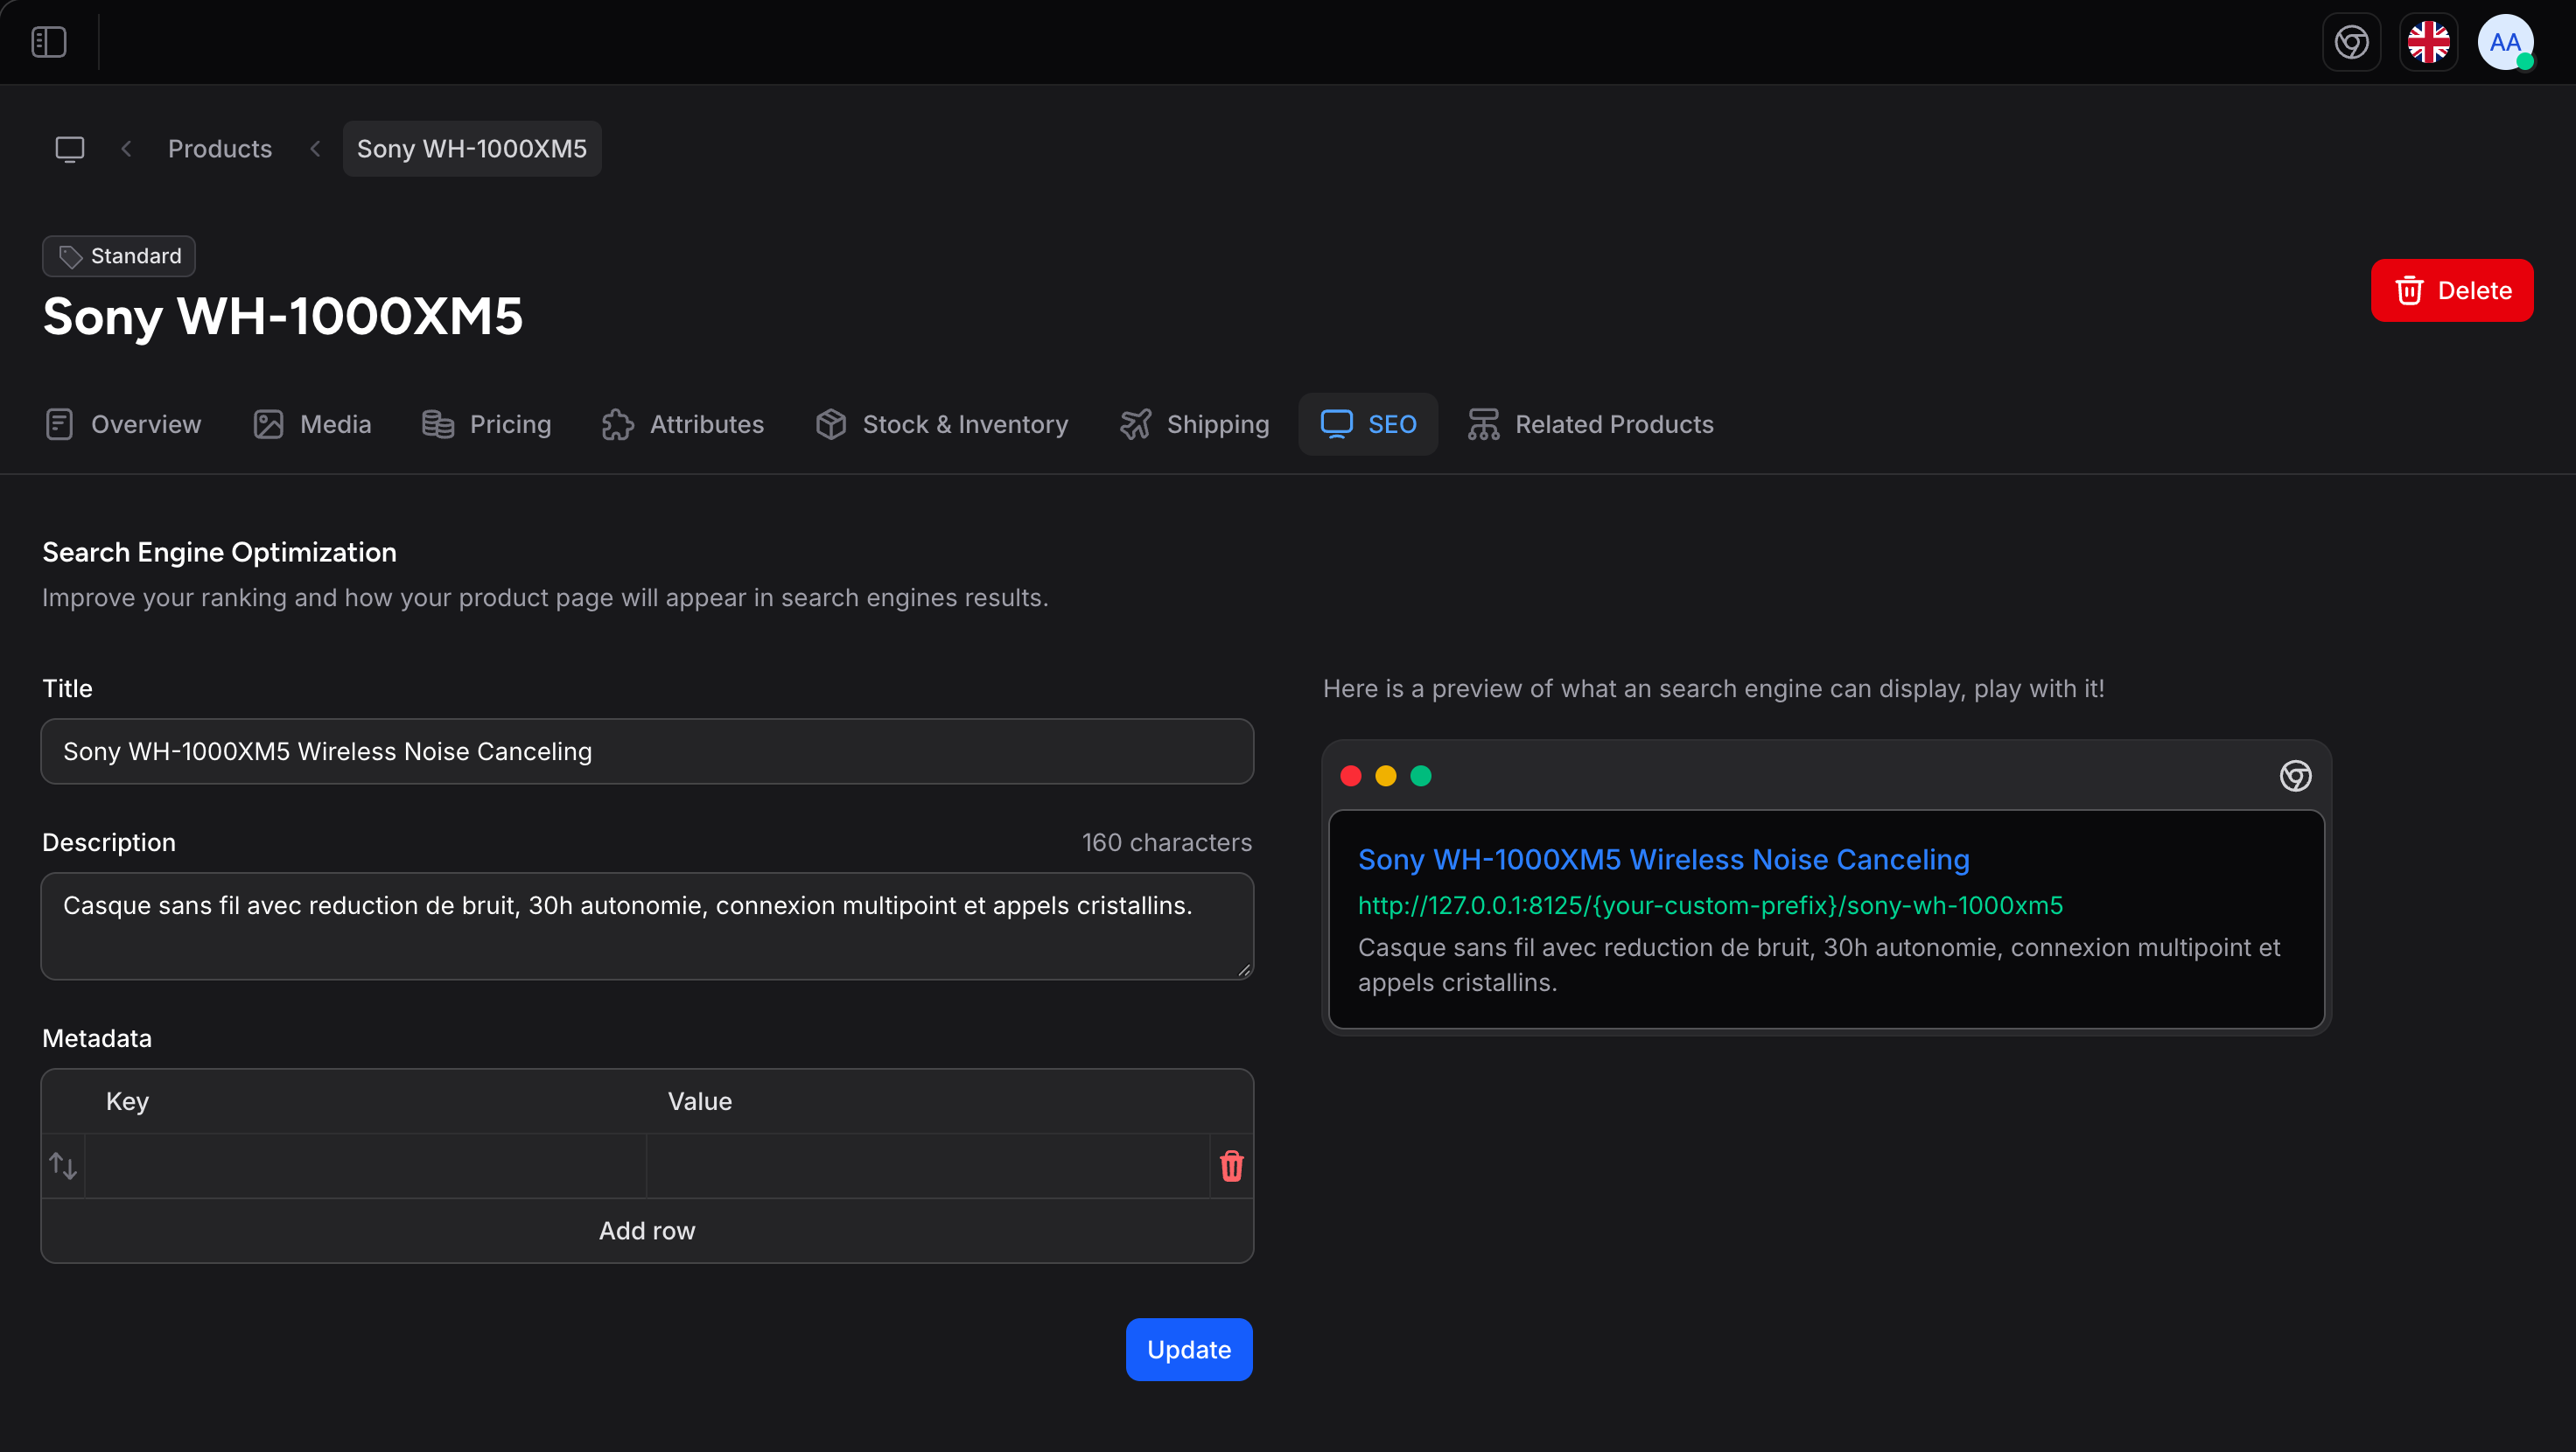 AA
Products
Sony WH-1000XM5
Standard
Sony WH-1000XM5
Delete
Overview
Media
Pricing
Attributes
Stock & Inventory
Shipping
SEO
Related Products
Search Engine Optimization
Improve your ranking and how your product page will appear in search engines results.
Title
Sony WH-1000XM5 Wireless Noise Canceling
Description
160 characters
Casque sans fil avec reduction de bruit, 30h autonomie, connexion multipoint et appels cristallins.
Metadata
Key
Value
Add row
Update
Here is a preview of what an search engine can display, play with it!
Sony WH-1000XM5 Wireless Noise Canceling
http://127.0.0.1:8125/{your-custom-prefix}/sony-wh-1000xm5
Casque sans fil avec reduction de bruit, 30h autonomie, connexion multipoint et
appels cristallins.